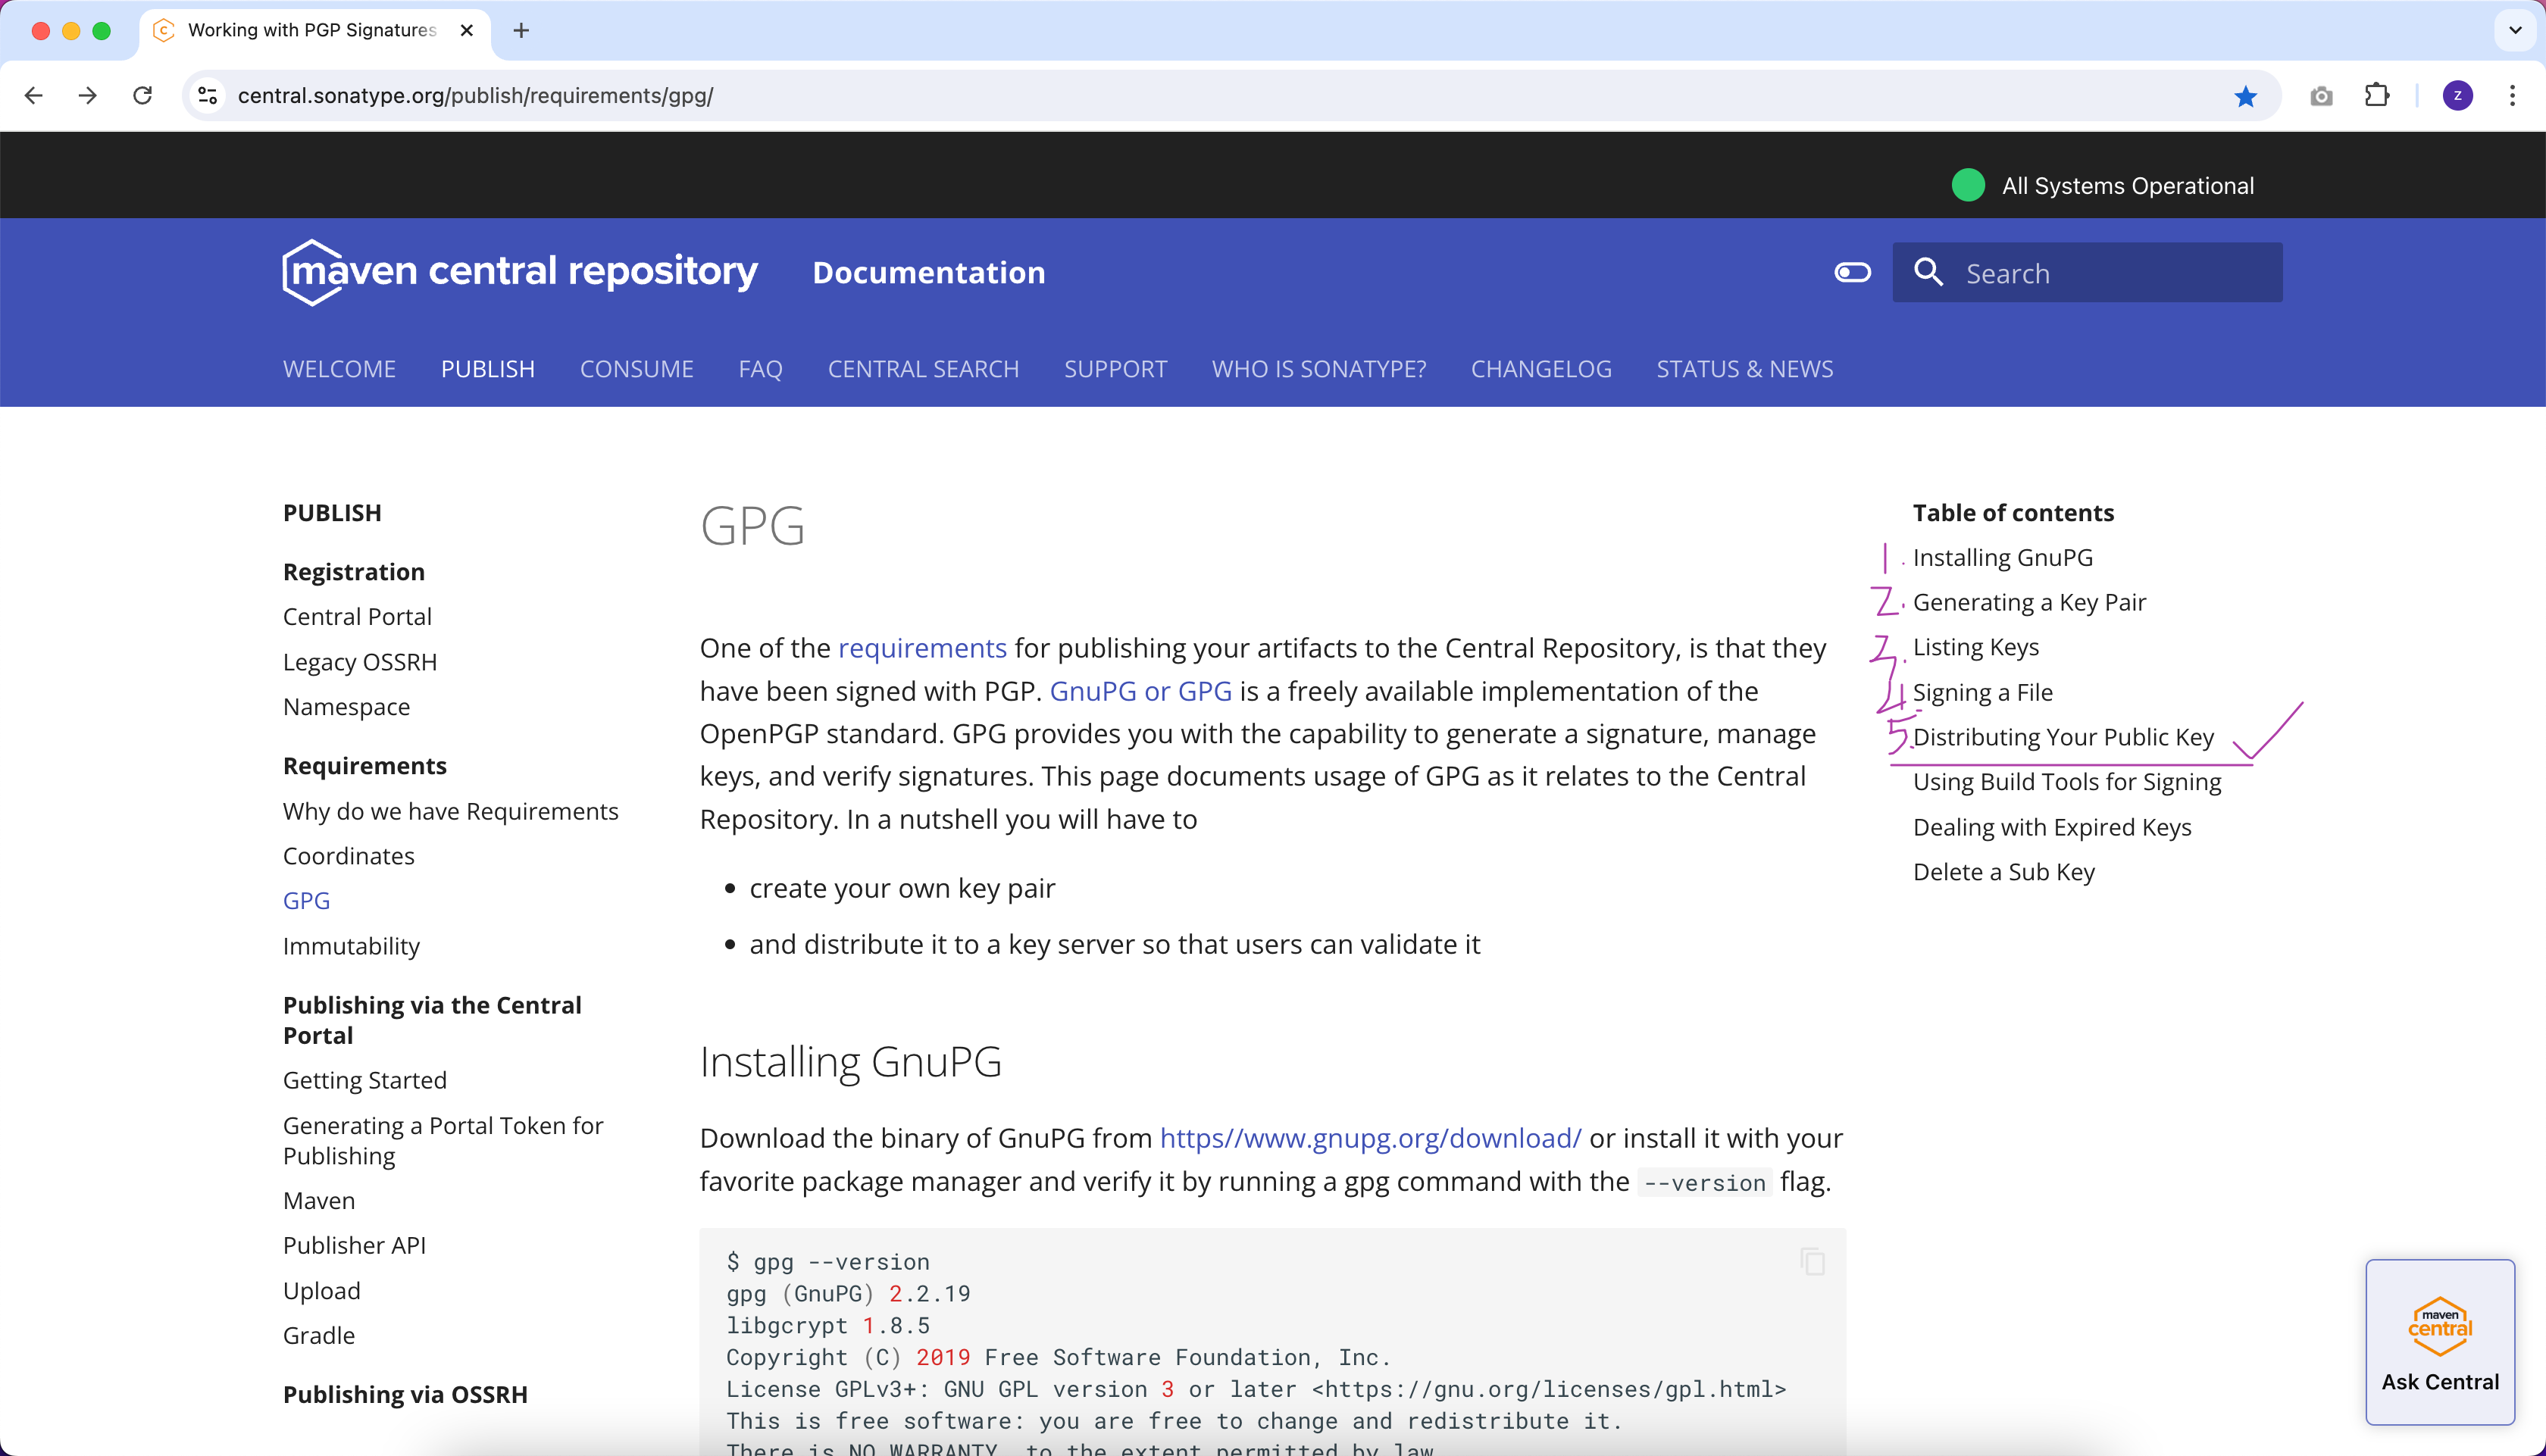 Working with PGP Signatures
central.sonatype.org/publish/requirements/gpg/
z
All Systems Operational
maven central repository
Documentation
Search
WELCOME PUBLISH CONSUME FAQ CENTRAL SEARCH SUPPORT WHO IS SONATYPE? CHANGELOG STATUS & NEWS
PUBLISH
Registration
Central Portal
Legacy OSSRH
Namespace
Requirements
Why do we have Requirements
Coordinates
GPG
Immutability
Publishing via the Central
Portal
Getting Started
Generating a Portal Token for
Publishing
Maven
Publisher API
Upload
Gradle
Publishing via OSSRH
GPG
One of the requirements for publishing your artifacts to the Central Repository, is that they
have been signed with PGP. GnuPG or GPG is a freely available implementation of the
OpenPGP standard. GPG provides you with the capability to generate a signature, manage
keys, and verify signatures. This page documents usage of GPG as it relates to the Central
Repository. In a nutshell you will have to
• create your own key pair
• and distribute it to a key server so that users can validate it
Installing GnuPG
Download the binary of GnuPG from https//www.gnupg.org/download/ or install it with your
favorite package manager and verify it by running a gpg command with the --version flag.
$ gpg --version
gpg (GnuPG) 2.2.19
libgcrypt 1.8.5
Copyright (C) 2019 Free Software Foundation, Inc.
License GPLv3+: GNU GPL version 3 or later <https://gnu.org/licenses/gpl.html>
This is free software: you are free to change and redistribute it.
There is NO WARRANTY, to the extent permitted by law.
Table of contents
1. Installing GnuPG
2. Generating a Key Pair
3. Listing Keys
4. Signing a File
5. Distributing Your Public Key
Using Build Tools for Signing
Dealing with Expired Keys
Delete a Sub Key
maven
central
Ask Central